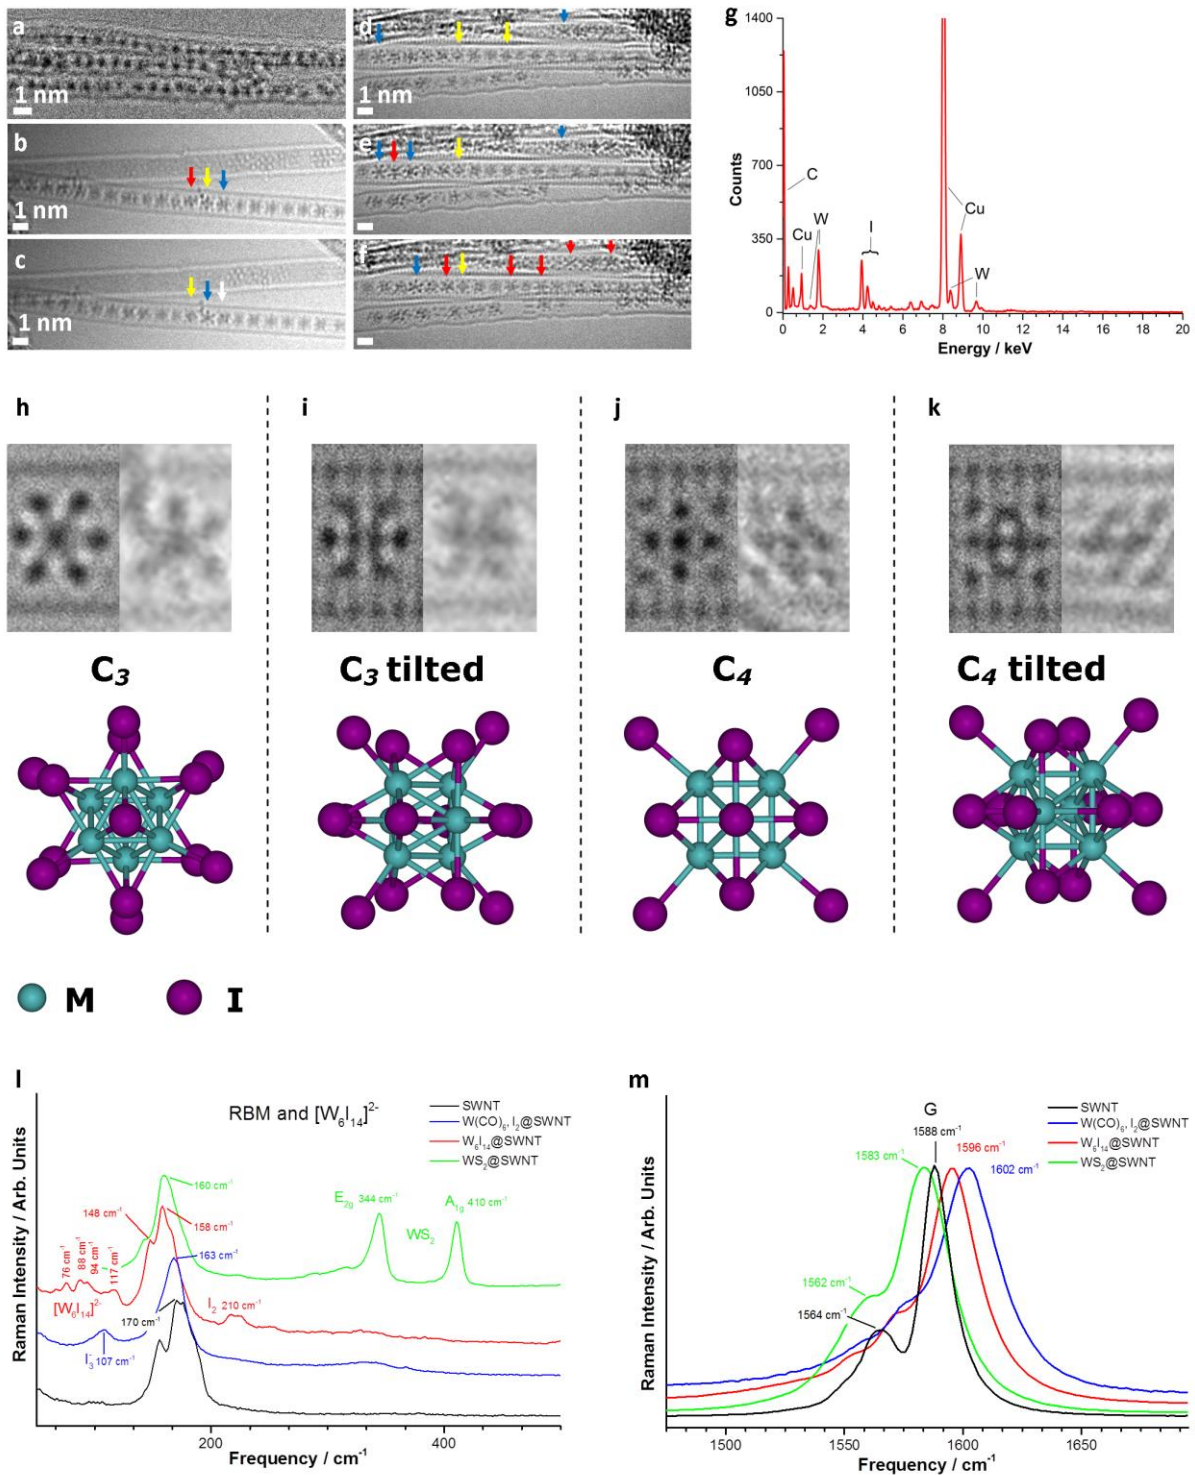 a
1 nm
b
1 nm
c
1 nm
d
1 nm
e
f
g
1400
1050
700
350
0
Counts
C
Cu
W
I
Cu
W
0 2 4 6 8 10 12 14 16 18 20
Energy / keV
h
i
j
k
C₃
C₃ tilted
C₄
C₄ tilted
M
I
l
RBM and [W₆I₁₄]²⁻
SWNT
W(CO)₆, I₂@SWNT
W₆I₁₄@SWNT
WS₂@SWNT
160 cm⁻¹
E₂g 344 cm⁻¹
A₁g 410 cm⁻¹
WS₂
148 cm⁻¹
158 cm⁻¹
76 cm⁻¹
88 cm⁻¹
94 cm⁻¹
117 cm⁻¹
163 cm⁻¹
[W₆I₁₄]²⁻
I₂ 210 cm⁻¹
170 cm⁻¹
I₃⁻ 107 cm⁻¹
Raman Intensity / Arb. Units
200 400
Frequency / cm⁻¹
m
G
SWNT
W(CO)₆, I₂@SWNT
W₆I₁₄@SWNT
WS₂@SWNT
1588 cm⁻¹
1583 cm⁻¹
1596 cm⁻¹
1602 cm⁻¹
1562 cm⁻¹
1564 cm⁻¹
Raman Intensity / Arb. Units
1500 1550 1600 1650
Frequency / cm⁻¹